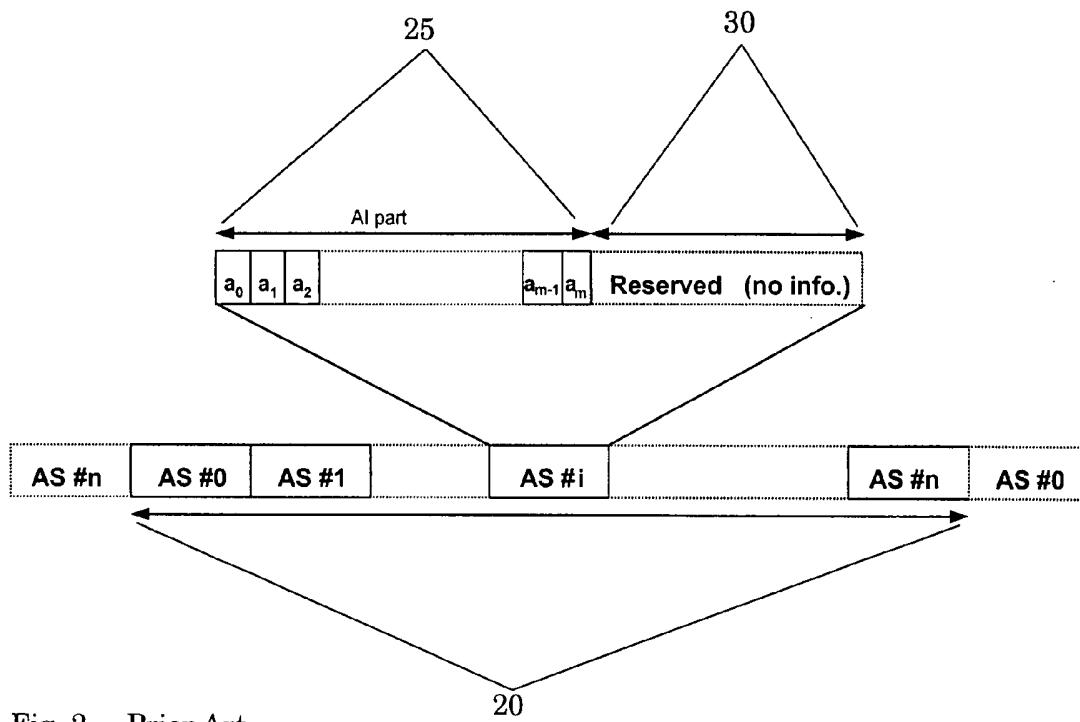 25 30
AI part
a0 a1 a2 am-1 am Reserved (no info.)
AS #n AS #0 AS #1 AS #i AS #n AS #0
20
Fig. 2 Prior Art